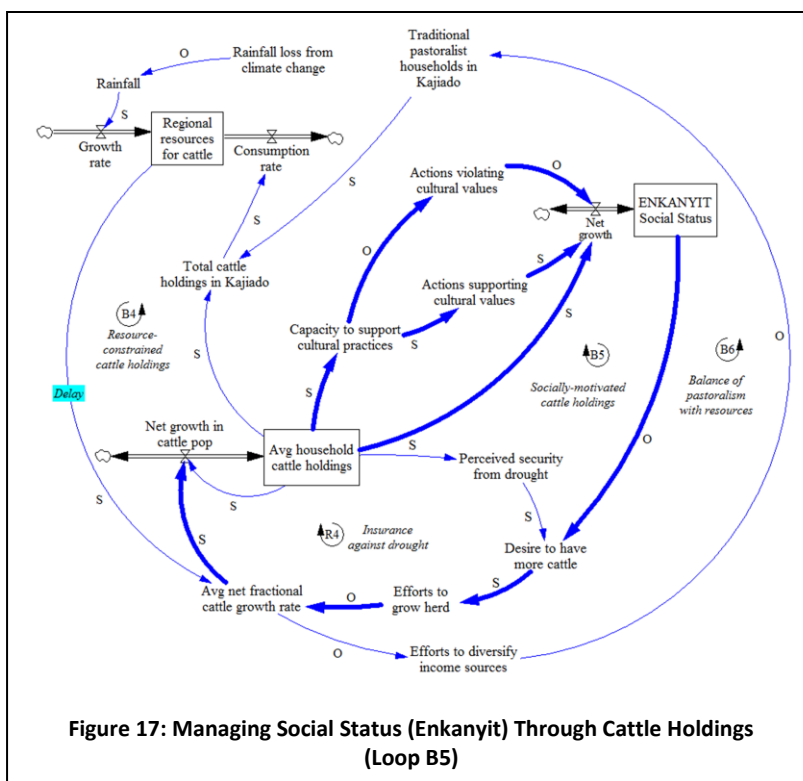 Traditional
pastoralist
households in
Kajiado
O
Rainfall loss from
climate change
Rainfall
S
Growth
rate
Regional
resources
for cattle
Consumption
rate
Actions violating
cultural values
O
Net
growth
ENKANYIT
Social Status
S
S
O
Total cattle
holdings in Kajiado
Actions supporting
cultural values
S
S
B4
Resource-
constrained
cattle holdings
Capacity to support
cultural practices
S
B5
Socially-motivated
cattle holdings
B6
Balance of
pastoralism
with resources
O
S
S
Delay
Net growth in
cattle pop
Avg household
cattle holdings
S
Perceived security
from drought
O
S
S
S
S
R4
Insurance
against drought
Desire to have
more cattle
S
Avg net fractional
cattle growth rate
O
Efforts to
grow herd
O
Efforts to diversify
income sources
Figure 17: Managing Social Status (Enkanyit) Through Cattle Holdings
(Loop B5)